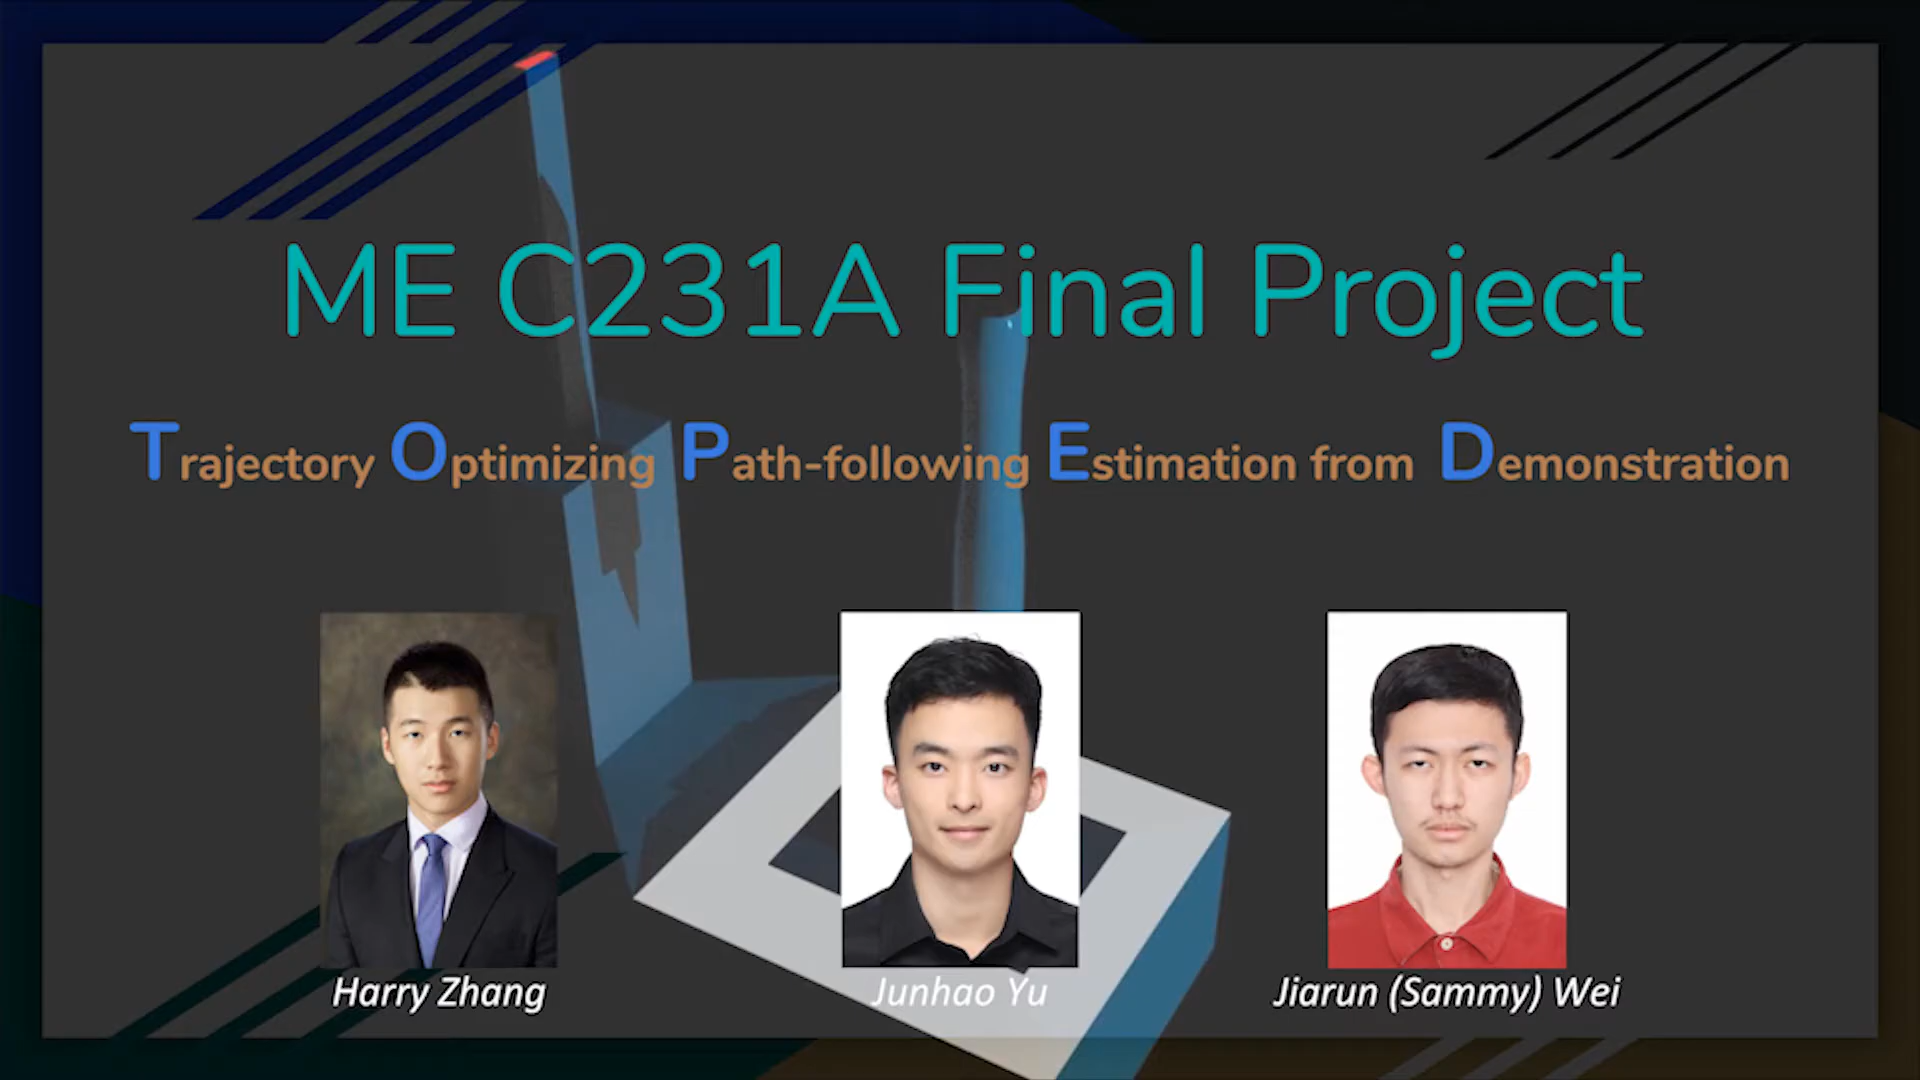 ME C231A Final Project
Trajectory Optimizing Path-following Estimation from Demonstration
Harry Zhang
Junhao Yu
Jiarun (Sammy) Wei